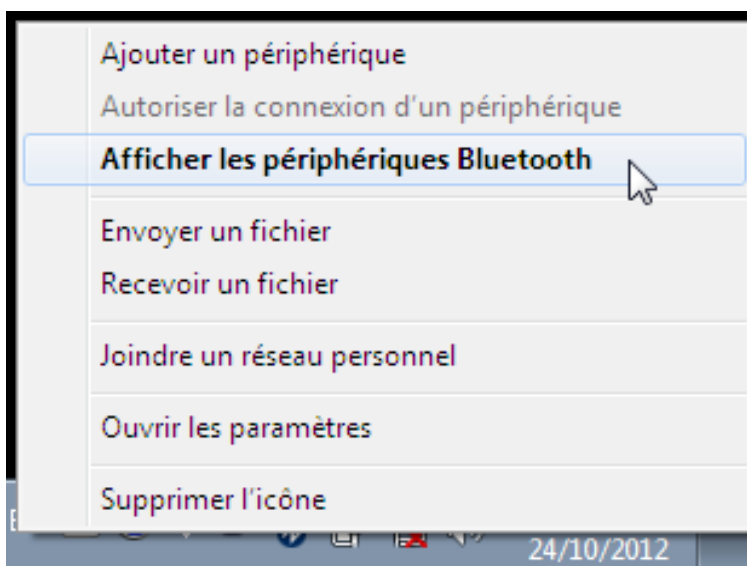 Ajouter un périphérique
Autoriser la connexion d'un périphérique
Afficher les périphériques Bluetooth
Envoyer un fichier
Recevoir un fichier
Joindre un réseau personnel
Ouvrir les paramètres
Supprimer l'icône
24/10/2012